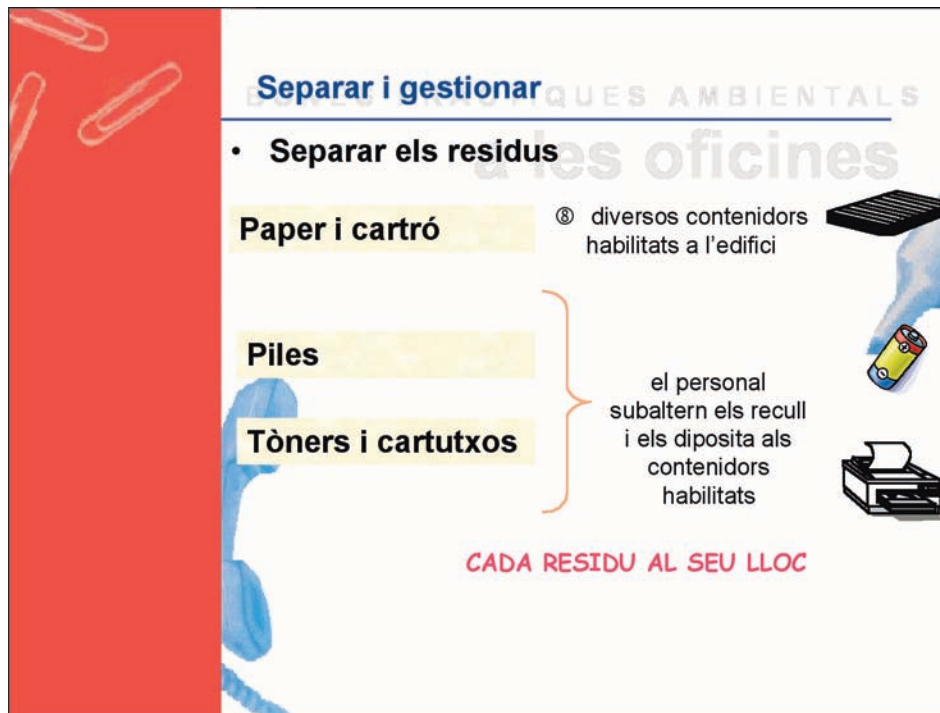 Separar i gestionar
BONES PRÀCTIQUES AMBIENTALS
a les oficines
• Separar els residus
Paper i cartró
⑧ diversos contenidors
habilitats a l'edifici
Piles
Tòners i cartutxos
el personal
subaltern els recull
i els diposita als
contenidors
habilitats
CADA RESIDU AL SEU LLOC